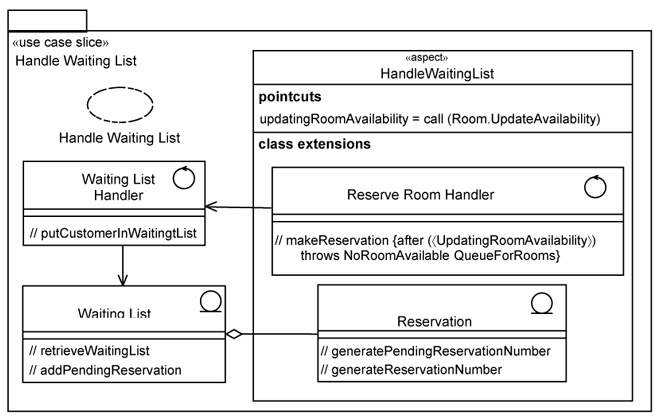 «use case slice»
Handle Waiting List
Handle Waiting List
«aspect»
HandleWaitingList
pointcuts
updatingRoomAvailability = call (Room.UpdateAvailability)
class extensions
Waiting List
Handler
// putCustomerInWaitingtList
Reserve Room Handler
// makeReservation {after (⟨UpdatingRoomAvailability⟩)
throws NoRoomAvailable QueueForRooms}
Waiting List
// retrieveWaitingList
// addPendingReservation
Reservation
// generatePendingReservationNumber
// generateReservationNumber